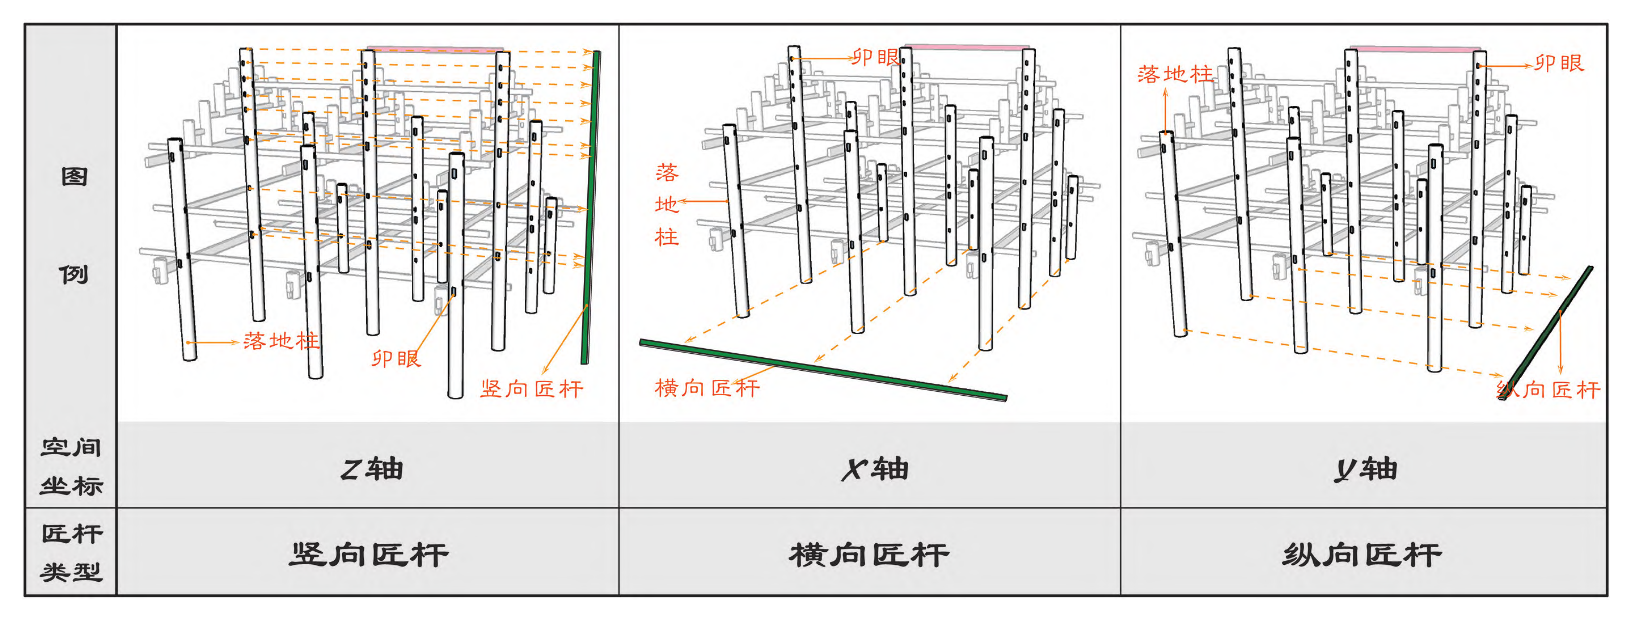 图例
卯眼
落地柱
卯眼
竖向匠杆
卯眼
落地柱
横向匠杆
落地柱
卯眼
纵向匠杆
空间坐标
z轴
x轴
y轴
匠杆类型
竖向匠杆
横向匠杆
纵向匠杆